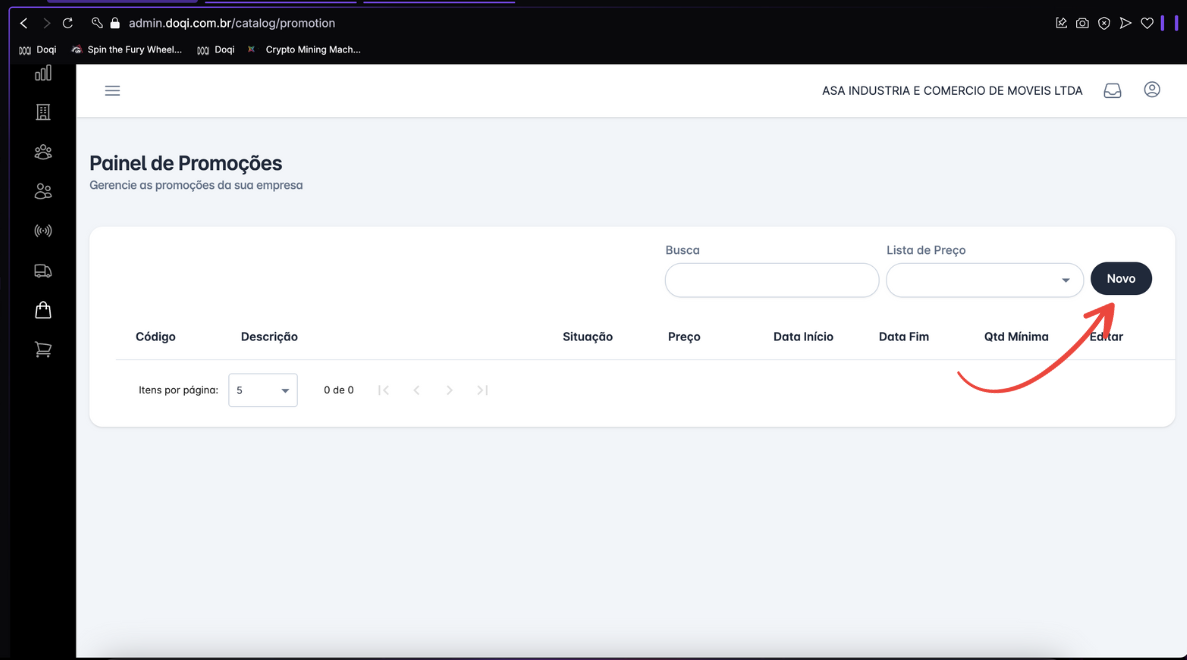 admin.doqi.com.br/catalog/promotion
Doqi Spin the Fury Wheel... Doqi Crypto Mining Mach...
ASA INDUSTRIA E COMERCIO DE MOVEIS LTDA
Painel de Promoções
Gerencie as promoções da sua empresa
Busca Lista de Preço
Novo
Código Descrição Situação Preço Data Início Data Fim Qtd Mínima Editar
Itens por página: 5 0 de 0